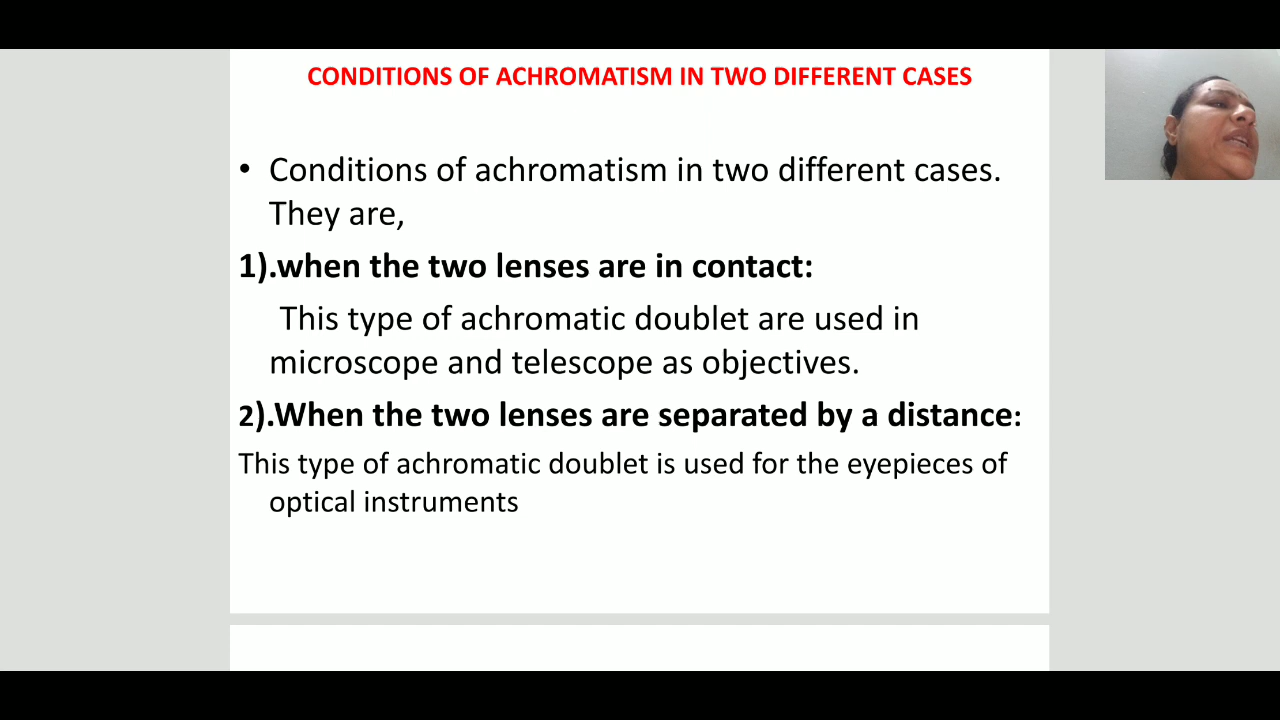 CONDITIONS OF ACHROMATISM IN TWO DIFFERENT CASES
• Conditions of achromatism in two different cases.
They are,
1).when the two lenses are in contact:
This type of achromatic doublet are used in
microscope and telescope as objectives.
2).When the two lenses are separated by a distance:
This type of achromatic doublet is used for the eyepieces of
optical instruments